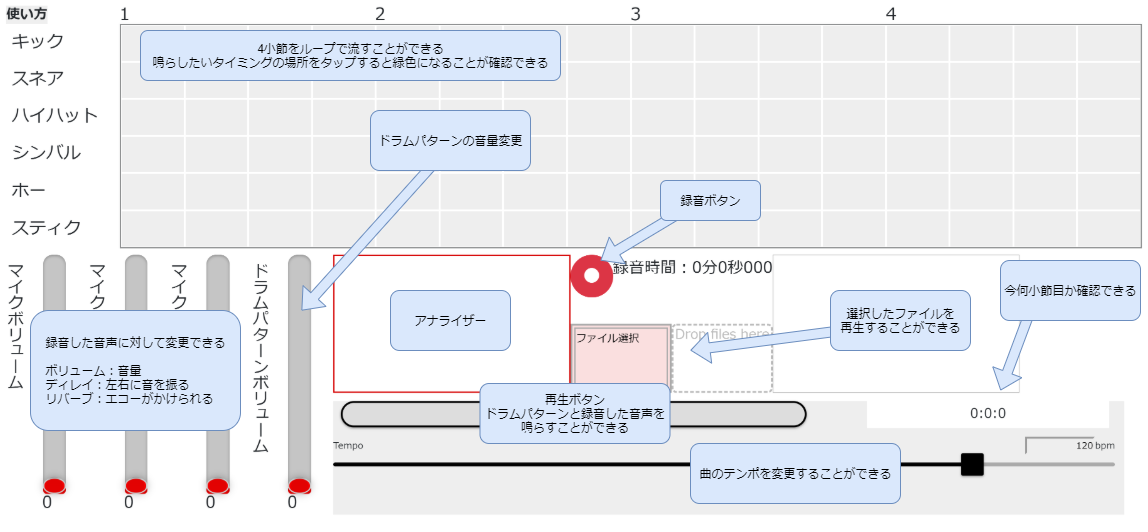 使い方
1 2 3 4
キック
スネア
ハイハット
シンバル
ホー
スティク
4小節をループで流すことができる
鳴らしたいタイミングの場所をタップすると緑色になることが確認できる
ドラムパターンの音量変更
録音ボタン
録音時間：0分0秒000
今何小節目か確認できる
マイクボリューム
マイク
マイク
ドラムパターンボリューム
録音した音声に対して変更できる
ボリューム：音量
ディレイ：左右に音を振る
リバーブ：エコーがかけられる
アナライザー
ファイル選択
Drop files here
選択したファイルを
再生することができる
再生ボタン
ドラムパターンと録音した音声を
鳴らすことができる
0:0:0
Tempo
120 bpm
曲のテンポを変更することができる
0 0 0 0